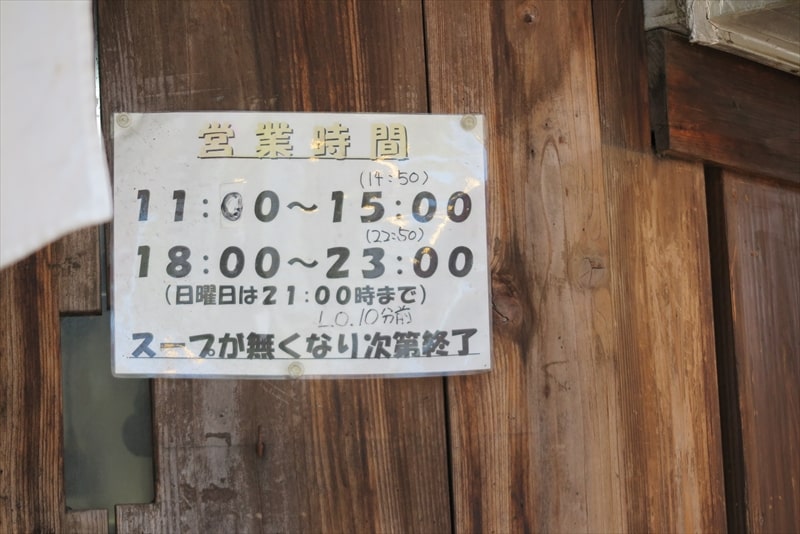 営業時間
(14:50)
11:00～15:00
(22:50)
18:00～23:00
(日曜日は21:00時まで)
L.O.10分前
スープが無くなり次第終了